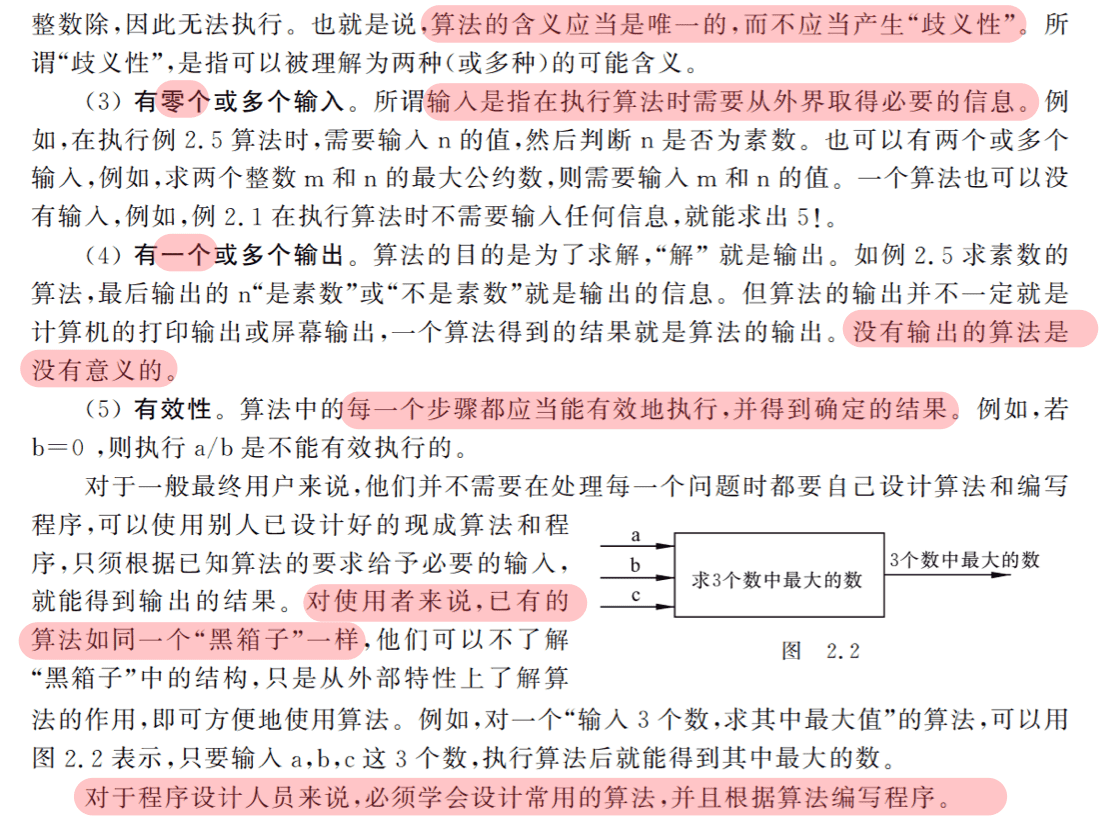 整数除,因此无法执行。也就是说,算法的含义应当是唯一的,而不应当产生“歧义性”。所
谓“歧义性”,是指可以被理解为两种(或多种)的可能含义。
(3) 有零个或多个输入。所谓输入是指在执行算法时需要从外界取得必要的信息。例
如,在执行例 2.5 算法时,需要输入 n 的值,然后判断 n 是否为素数。也可以有两个或多个
输入,例如,求两个整数 m 和 n 的最大公约数,则需要输入 m 和 n 的值。一个算法也可以没
有输入,例如,例 2.1 在执行算法时不需要输入任何信息,就能求出 5!。
(4) 有一个或多个输出。算法的目的是为了求解,“解” 就是输出。如例 2.5 求素数的
算法,最后输出的 n“是素数”或“不是素数”就是输出的信息。但算法的输出并不一定就是
计算机的打印输出或屏幕输出,一个算法得到的结果就是算法的输出。没有输出的算法是
没有意义的。
(5) 有效性。算法中的每一个步骤都应当能有效地执行,并得到确定的结果。例如,若
b=0 ,则执行 a/b 是不能有效执行的。
对于一般最终用户来说,他们并不需要在处理每一个问题时都要自己设计算法和编写
程序,可以使用别人已设计好的现成算法和程
序,只须根据已知算法的要求给予必要的输入,
就能得到输出的结果。对使用者来说,已有的
算法如同一个“黑箱子”一样,他们可以不了解
“黑箱子”中的结构,只是从外部特性上了解算
a
b
c
求3个数中最大的数
3个数中最大的数
图 2.2
法的作用,即可方便地使用算法。例如,对一个“输入 3 个数,求其中最大值”的算法,可以用
图 2.2 表示,只要输入 a,b,c 这 3 个数,执行算法后就能得到其中最大的数。
对于程序设计人员来说,必须学会设计常用的算法,并且根据算法编写程序。